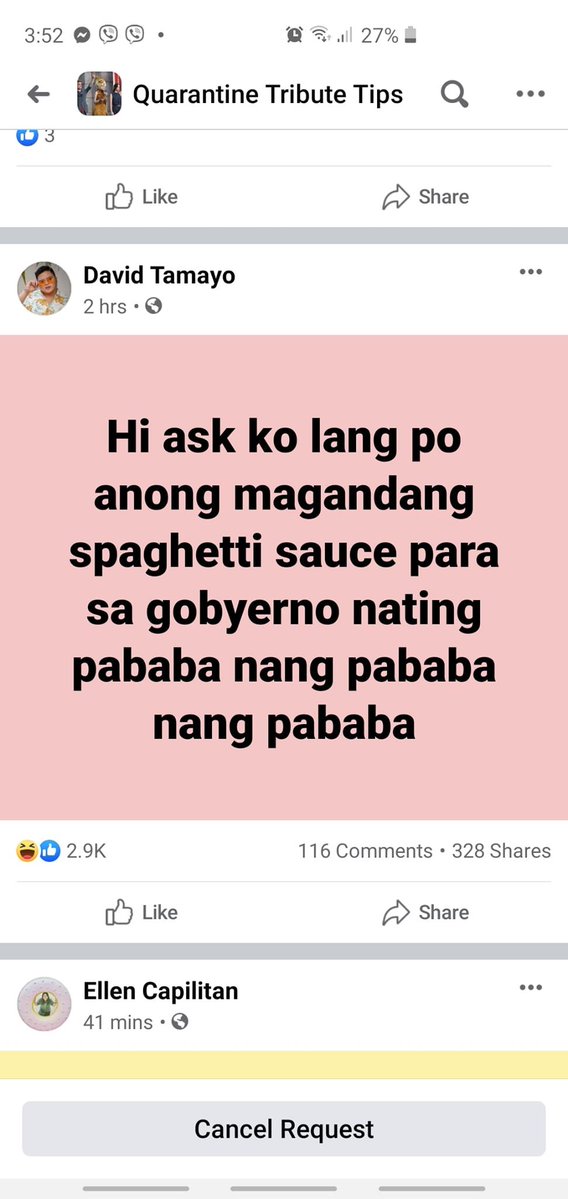 3:52 27%
Quarantine Tribute Tips
3
Like Share
David Tamayo
2 hrs •
Hi ask ko lang po
anong magandang
spaghetti sauce para
sa gobyerno nating
pababa nang pababa
nang pababa
2.9K 116 Comments • 328 Shares
Like Share
Ellen Capilitan
41 mins •
Cancel Request